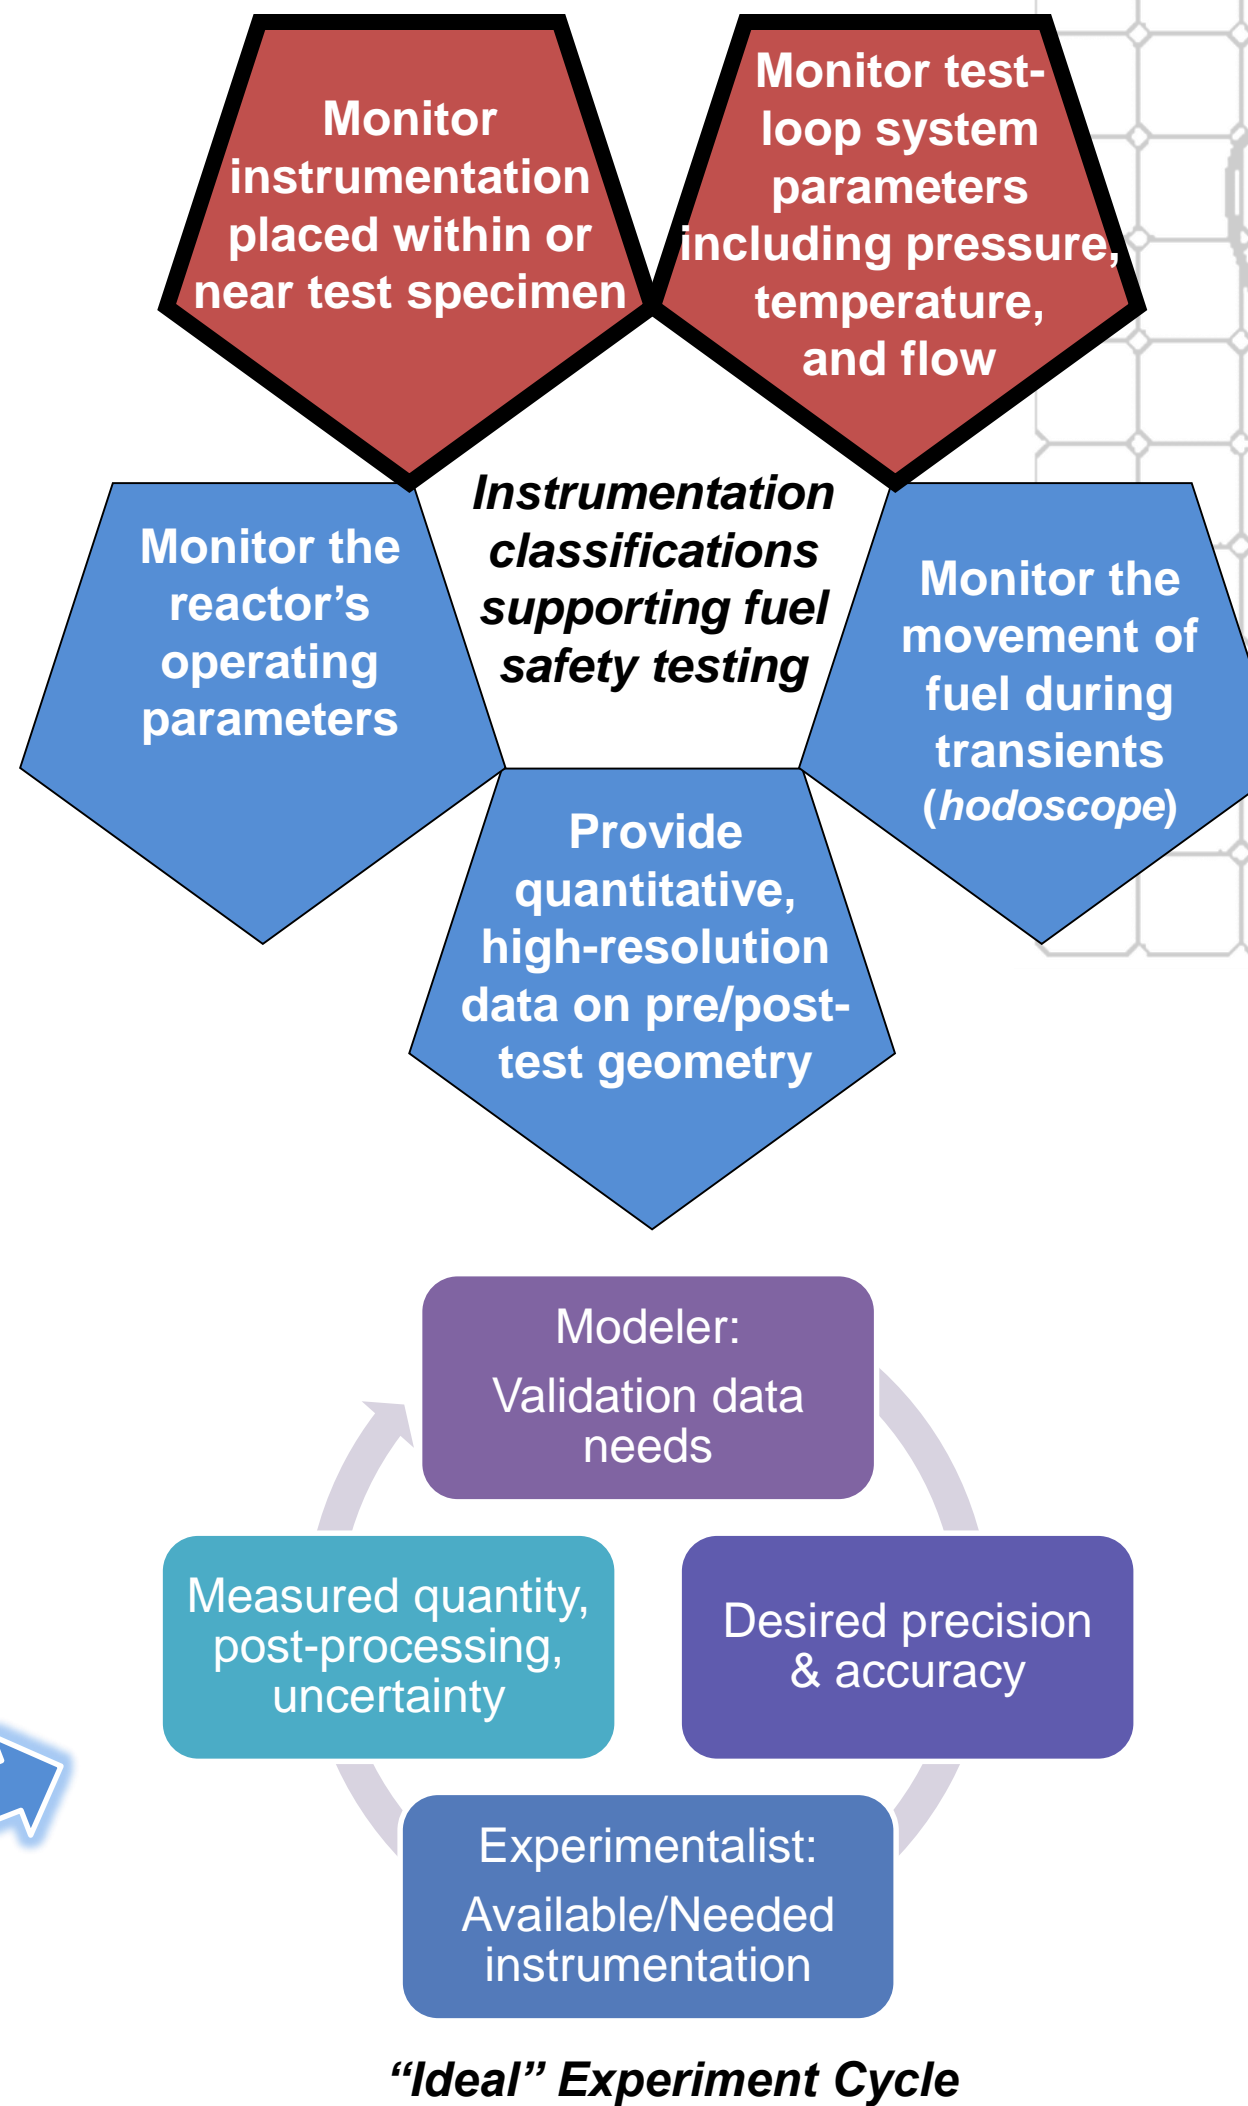 Monitor
instrumentation
placed within or
near test specimen
Monitor test-
loop system
parameters
including pressure,
temperature,
and flow
Instrumentation
classifications
supporting fuel
safety testing
Monitor the
reactor’s
operating
parameters
Monitor the
movement of
fuel during
transients
(hodoscope)
Provide
quantitative,
high-resolution
data on pre/post-
test geometry
Modeler:
Validation data
needs
Measured quantity,
post-processing,
uncertainty
Desired precision
& accuracy
Experimentalist:
Available/Needed
instrumentation
“Ideal” Experiment Cycle